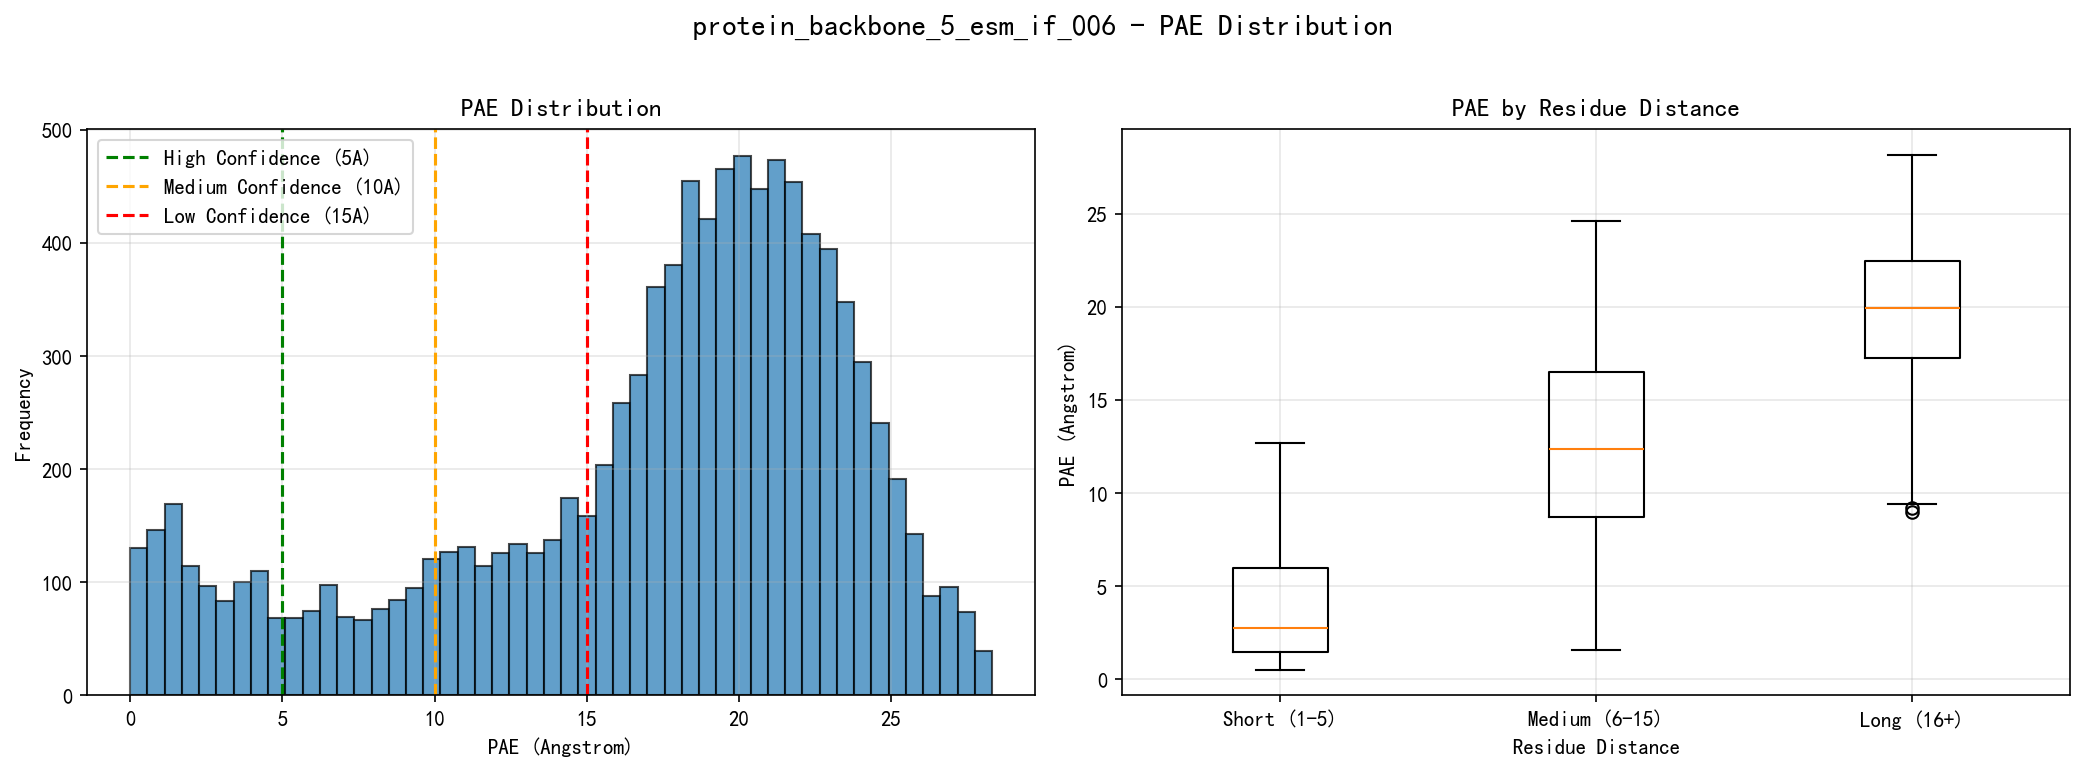 protein_backbone_5_esm_if_006 - PAE Distribution
PAE Distribution
High Confidence (5A)
Medium Confidence (10A)
Low Confidence (15A)
500
400
300
200
100
0
Frequency
0 5 10 15 20 25
PAE (Angstrom)
PAE by Residue Distance
25
20
15
10
5
0
PAE (Angstrom)
Short (1-5) Medium (6-15) Long (16+)
Residue Distance